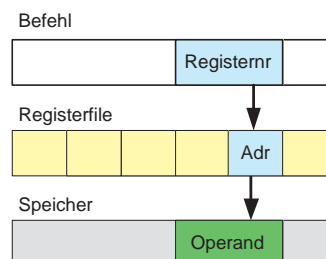 Befehl
Registernr
Registerfile
Adr
Speicher
Operand